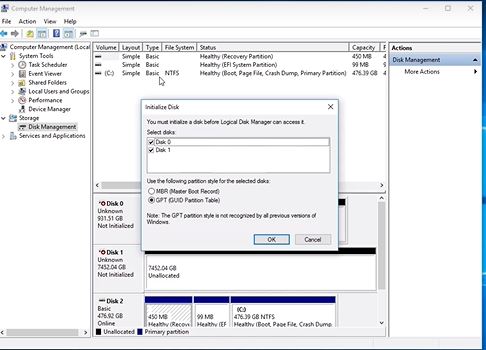 Computer Management
File Action View Help
Computer Management (Local
System Tools
Task Scheduler
Event Viewer
Shared Folders
Local Users and Groups
Performance
Device Manager
Storage
Disk Management
Services and Applications
Volume Layout Type File System Status Capacity F
Simple Basic Healthy (Recovery Partition) 450 MB
Simple Basic Healthy (EFI System Partition) 99 MB
(C:) Simple Basic NTFS Healthy (Boot, Page File, Crash Dump, Primary Partition) 476.39 GB
Actions
Disk Management
More Actions
Initialize Disk
You must initialize a disk before Logical Disk Manager can access it.
Select disks:
Disk 0
Disk 1
Use the following partition style for the selected disks:
MBR (Master Boot Record)
GPT (GUID Partition Table)
Note: The GPT partition style is not recognized by all previous versions of
Windows.
OK Cancel
Disk 0
Unknown
931.51 GB
Not Initialized
Disk 1
Unknown
7452.04 GB
Not Initialized
7452.04 GB
Unallocated
Disk 2
Basic
476.92 GB
Online
450 MB
Healthy (Recov
99 MB
Healthy (EF
(C:)
476.39 GB NTFS
Healthy (Boot, Page File, Crash Dump,
Unallocated Primary partition